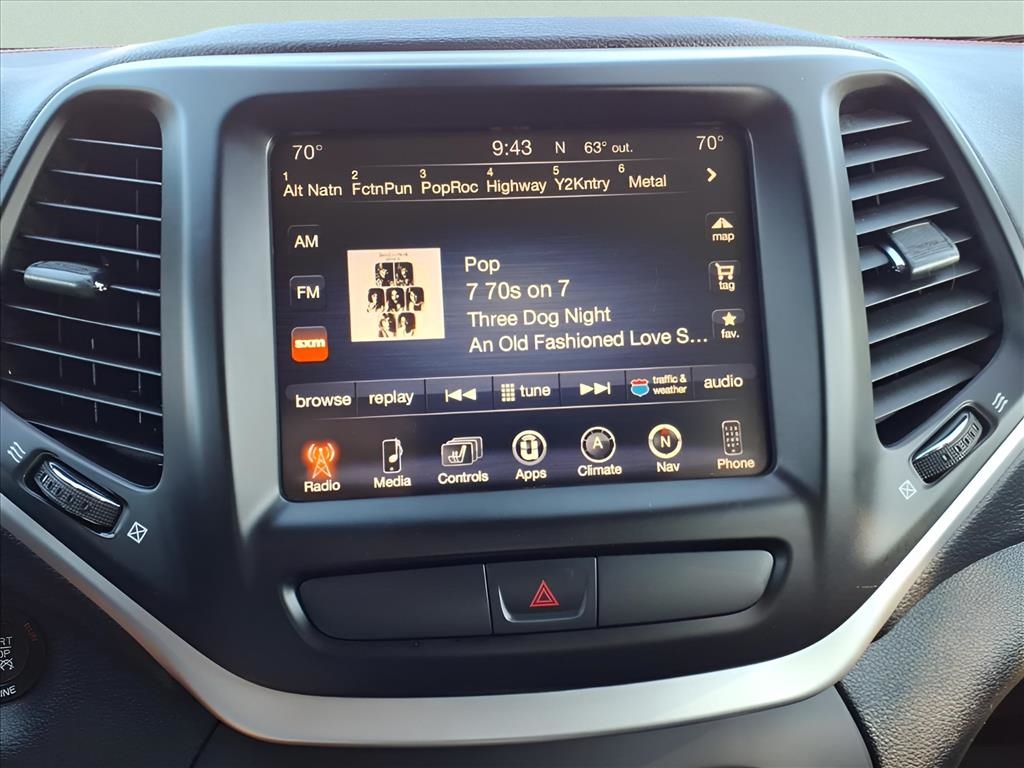 70° 9:43 N 63° out. 70°
1 2 3 4 5 6
Alt Natn FctnPun PopRoc Highway Y2Kntry Metal
AM
map
Pop
FM
7 70s on 7
tag
Three Dog Night
sxm
An Old Fashioned Love S...
fav.
browse replay tune traffic & weather audio
Radio Media Controls Apps Climate Nav Phone
A
N
RUN